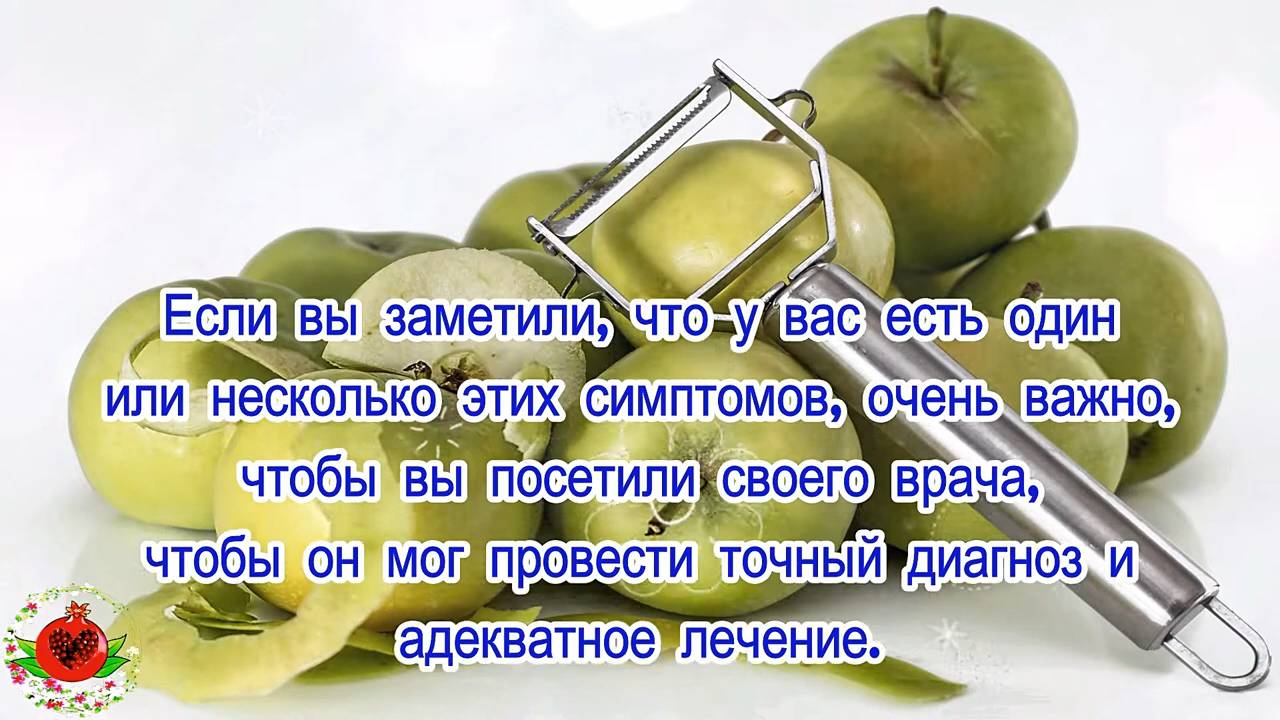 Если вы заметили, что у вас есть один
или несколько этих симптомов, очень важно,
чтобы вы посетили своего врача,
чтобы он мог провести точный диагноз и
адекватное лечение.